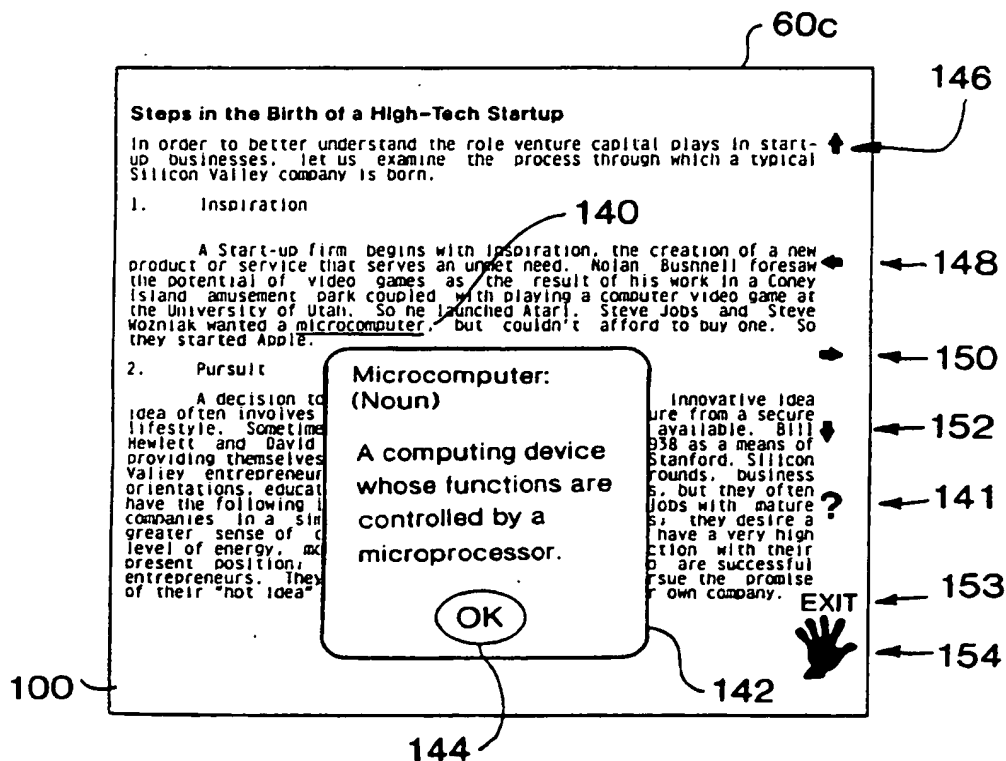 60c
146
Steps in the Birth of a High-Tech Startup
In order to better understand the role venture capital plays in start-
up businesses, let us examine the process through which a typical
Silicon Valley company is born.
1. Inspiration
140
A Start-up firm begins with inspiration, the creation of a new
product or service that serves an unmet need. Nolan Bushnell foresaw
148
the potential of video games as the result of his work in a Coney
Island amusement park coupled with playing a computer video game at
the University of Utah. So he launched Atari. Steve Jobs and Steve
Wozniak wanted a microcomputer, but couldn't afford to buy one. So
they started Apple.
150
2. Pursuit
A decision to innovative idea
idea often involves ure from a secure
lifestyle. Sometime available. Bill
152
Hewlett and David 938 as a means of
providing themselves Stanford. Silicon
Valley entrepreneur rounds, business
orientations, educat s, but they often
have the following i jobs with mature
? 141
companies in a sim s; they desire a
greater sense of c have a very high
level of energy, mo ction with their
present position; o are successful
entrepreneurs. They rsue the promise
of their "hot idea" r own company.
Microcomputer:
(Noun)
A computing device
whose functions are
controlled by a
microprocessor.
OK
EXIT 153
154
100
142
144